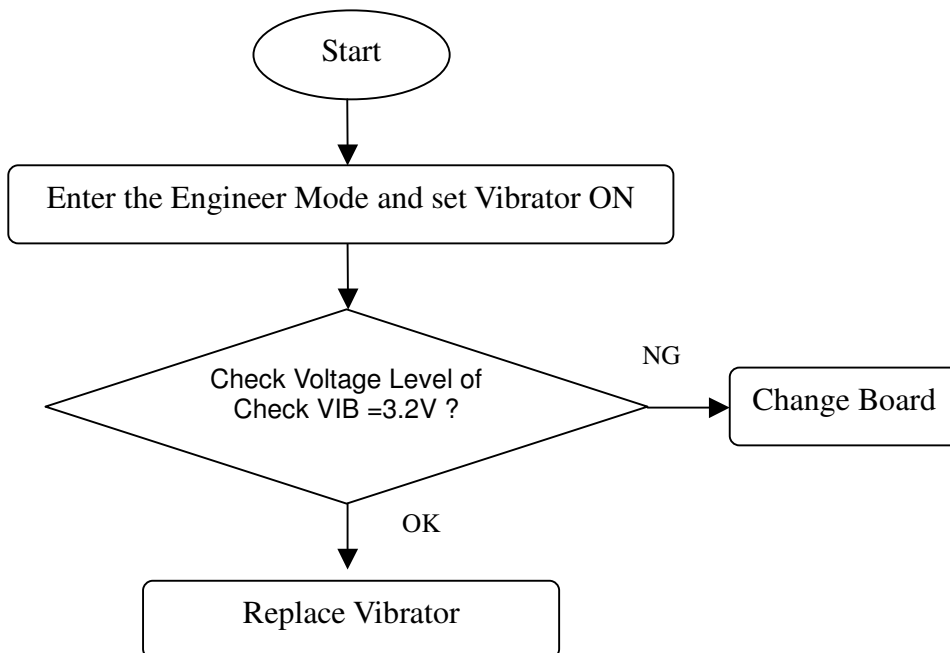 Start
Enter the Engineer Mode and set Vibrator ON
Check Voltage Level of
Check VIB =3.2V ?
NG
Change Board
OK
Replace Vibrator